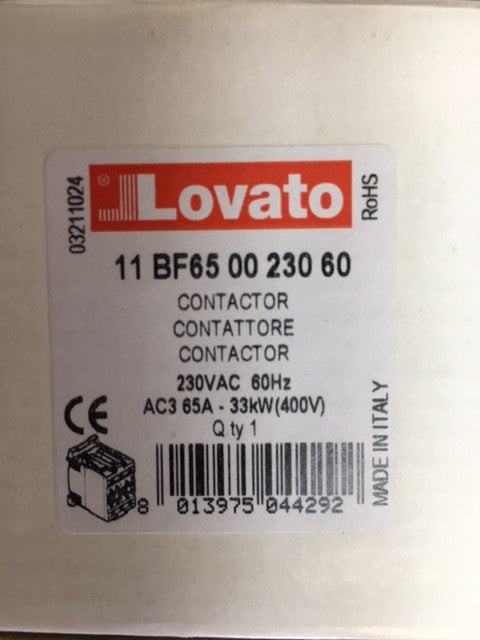 03211024
® Lovato
RoHS
11 BF65 00 230 60
CONTACTOR
CONTATTORE
CONTACTOR
230VAC 60Hz
AC3 65A - 33kW(400V)
Q ty 1
CE
MADE IN ITALY
8 013975 044292